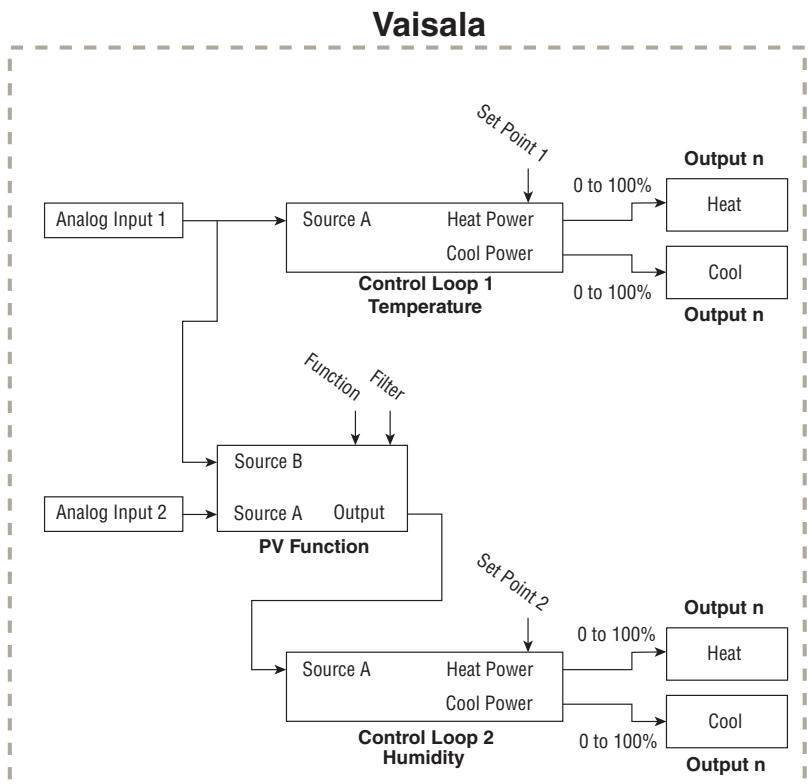 Vaisala
Set Point 1
Output n
0 to 100%
Heat
Analog Input 1
Source A
Heat Power
Cool Power
Cool
0 to 100%
Output n
Control Loop 1
Temperature
Function
Filter
Source B
Analog Input 2
Source A
Output
PV Function
Set Point 2
Output n
0 to 100%
Heat
Source A
Heat Power
Cool Power
Cool
0 to 100%
Output n
Control Loop 2
Humidity